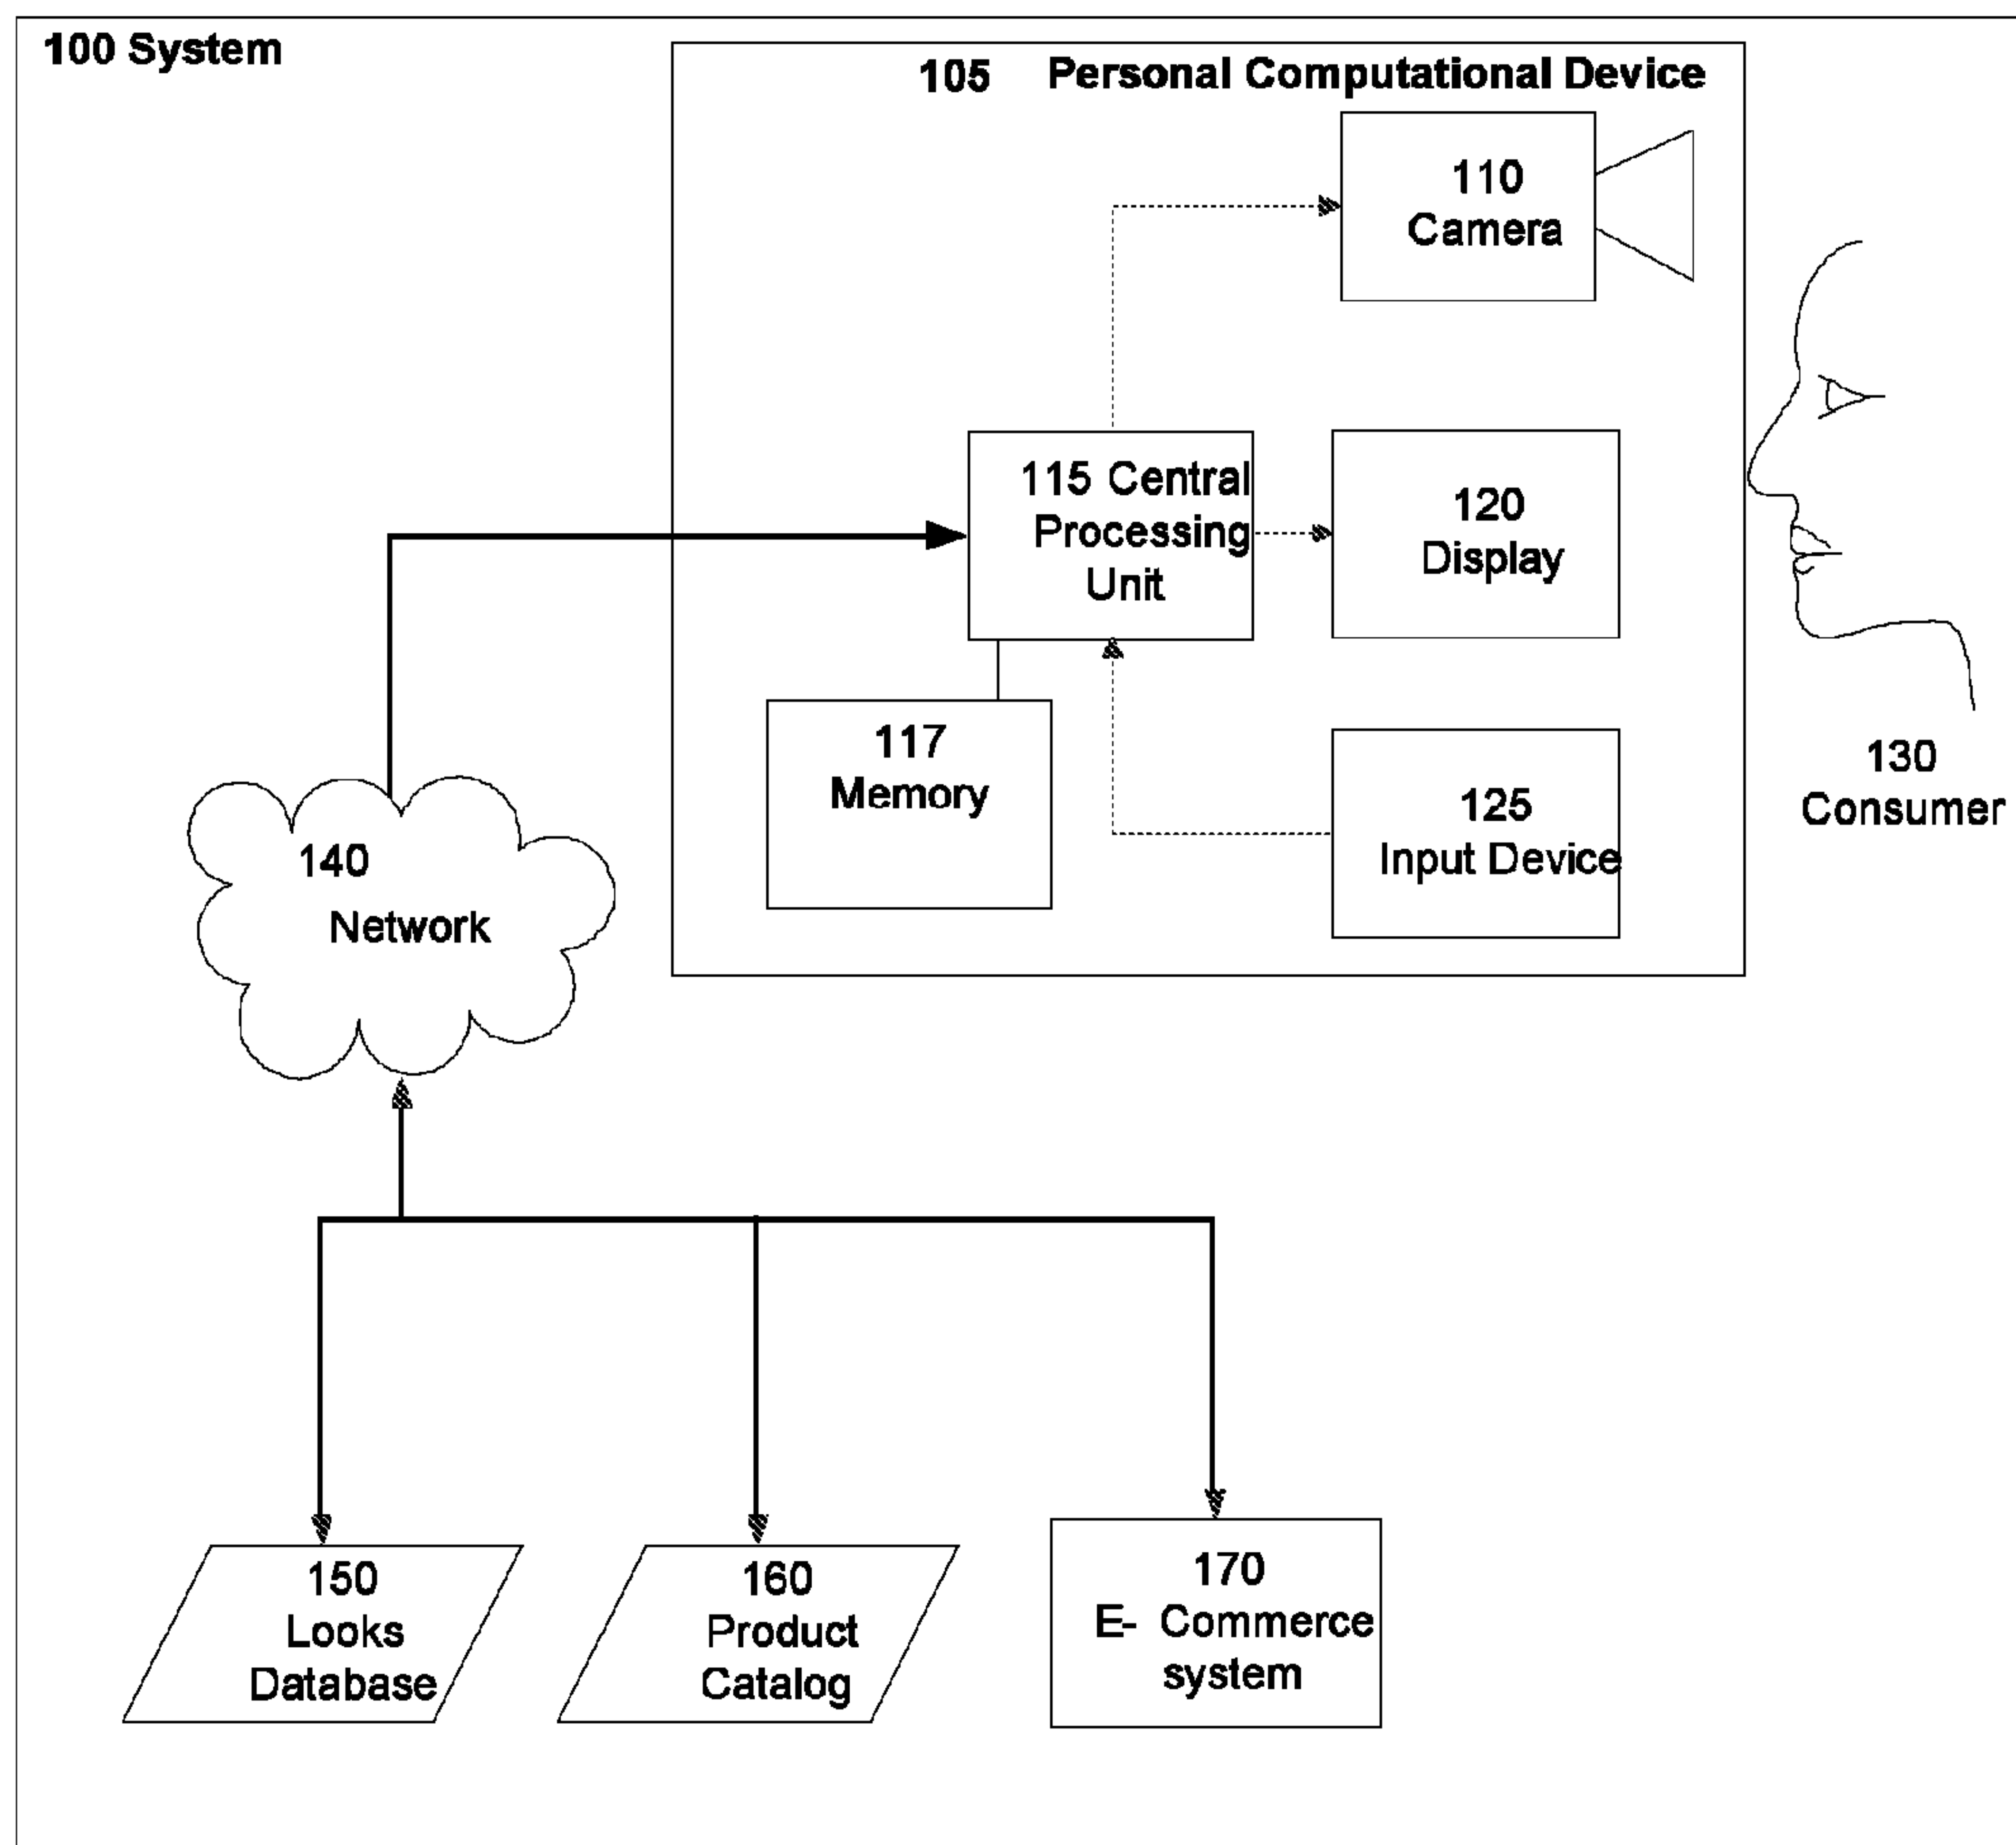 100 System
105 Personal Computational Device
110
Camera
115 Central
Processing
Unit
120
Display
117
Memory
125
Input Device
130
Consumer
140
Network
150
Looks
Database
160
Product
Catalog
170
E- Commerce
system